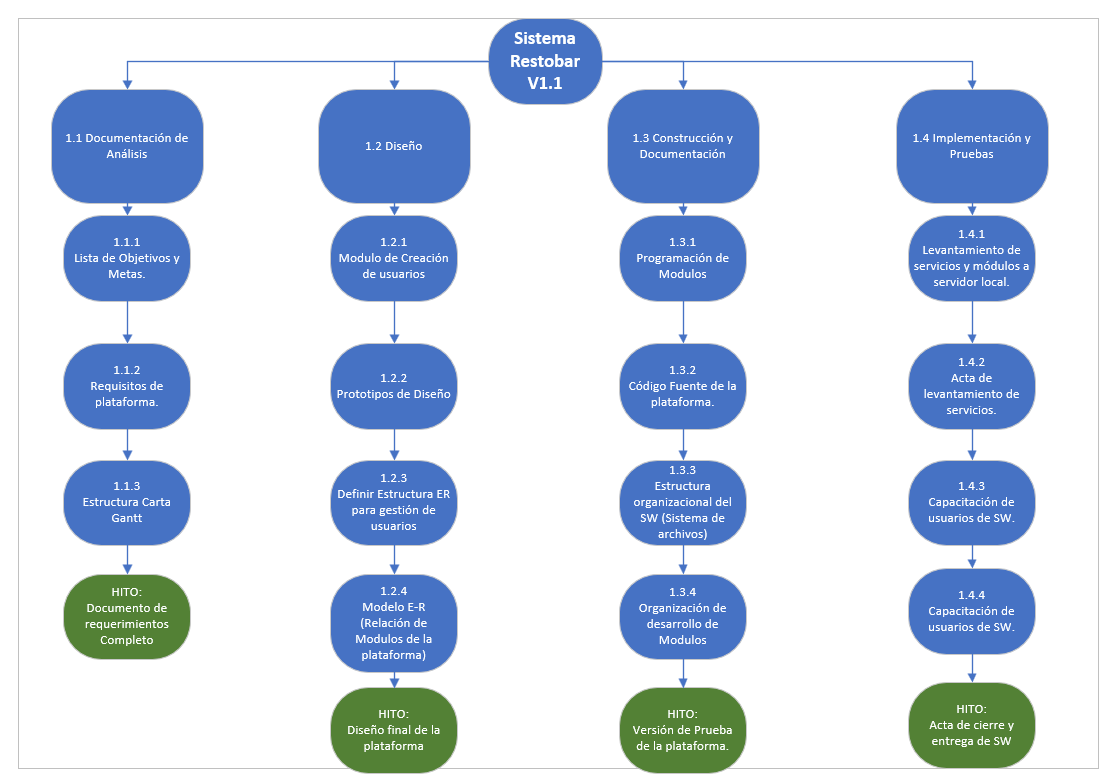 Sistema
Restobar
V1.1
1.1 Documentación de
Análisis
1.2 Diseño
1.3 Construcción y
Documentación
1.4 Implementación y
Pruebas
1.1.1
Lista de Objetivos y
Metas.
1.2.1
Modulo de Creación
de usuarios
1.3.1
Programación de
Modulos
1.4.1
Levantamiento de
servicios y módulos a
servidor local.
1.1.2
Requisitos de
plataforma.
1.2.2
Prototipos de Diseño
1.3.2
Código Fuente de la
plataforma.
1.4.2
Acta de
levantamiento de
servicios.
1.1.3
Estructura Carta
Gantt
1.2.3
Definir Estructura ER
para gestión de
usuarios
1.3.3
Estructura
organizacional del
SW (Sistema de
archivos)
1.4.3
Capacitación de
usuarios de SW.
HITO:
Documento de
requerimientos
Completo
1.2.4
Modelo E-R
(Relación de
Modulos de la
plataforma)
1.3.4
Organización de
desarrollo de
Modulos
1.4.4
Capacitación de
usuarios de SW.
HITO:
Diseño final de la
plataforma
HITO:
Versión de Prueba
de la plataforma.
HITO:
Acta de cierre y
entrega de SW